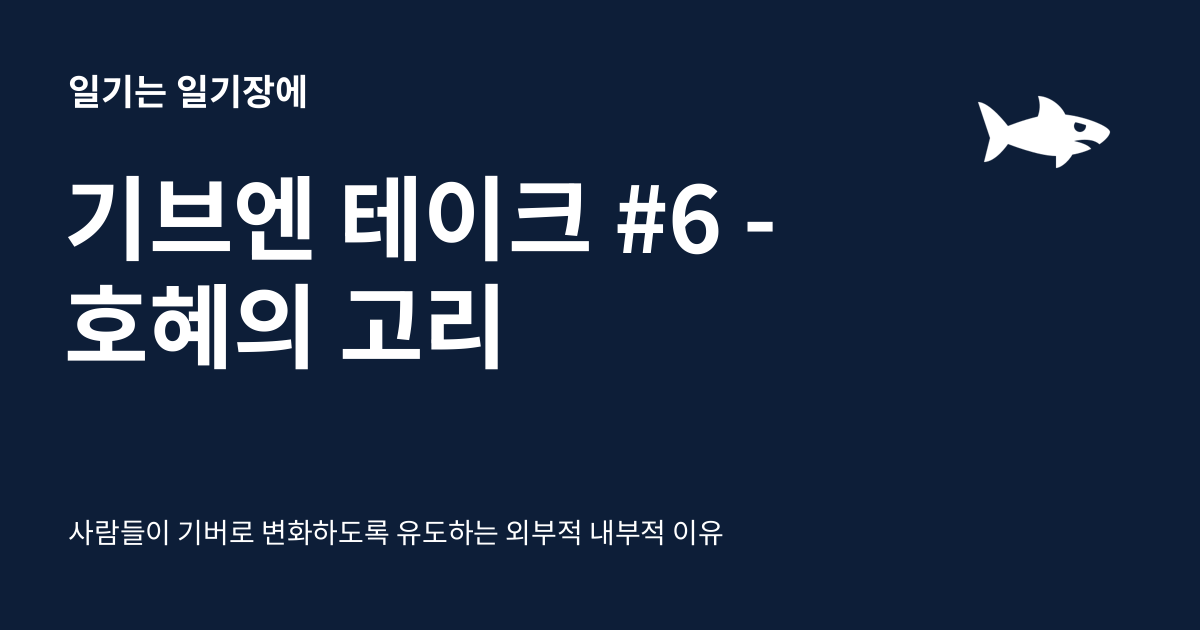 일기는 일기장에
기브엔 테이크 #6 -
호혜의 고리
사람들이 기버로 변화하도록 유도하는 외부적 내부적 이유